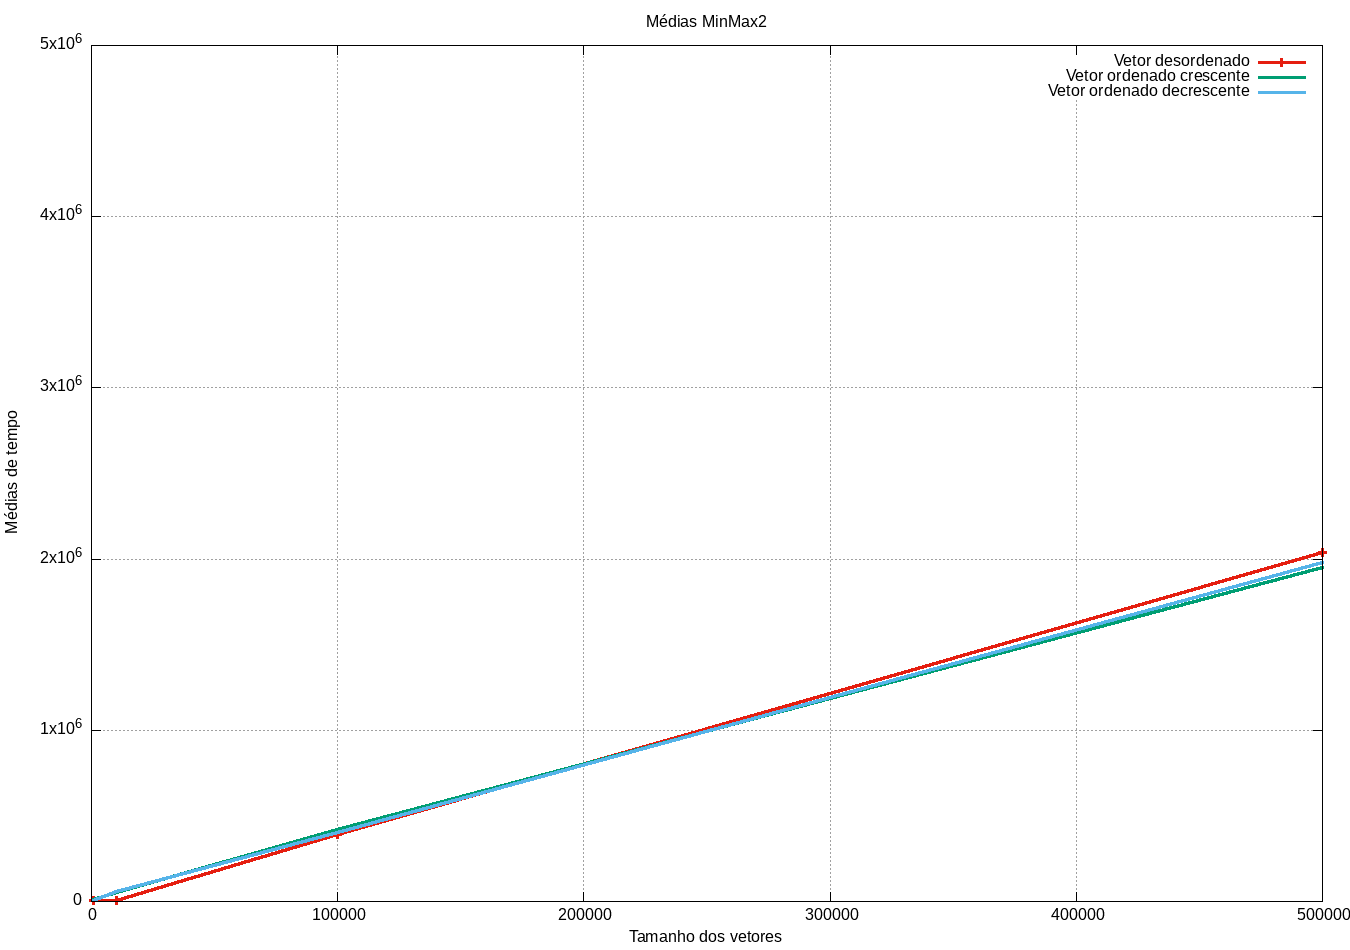 Médias MinMax2
5x10^6
4x10^6
3x10^6
2x10^6
1x10^6
0
Médias de tempo
Vetor desordenado
Vetor ordenado crescente
Vetor ordenado decrescente
0 100000 200000 300000 400000 500000
Tamanho dos vetores